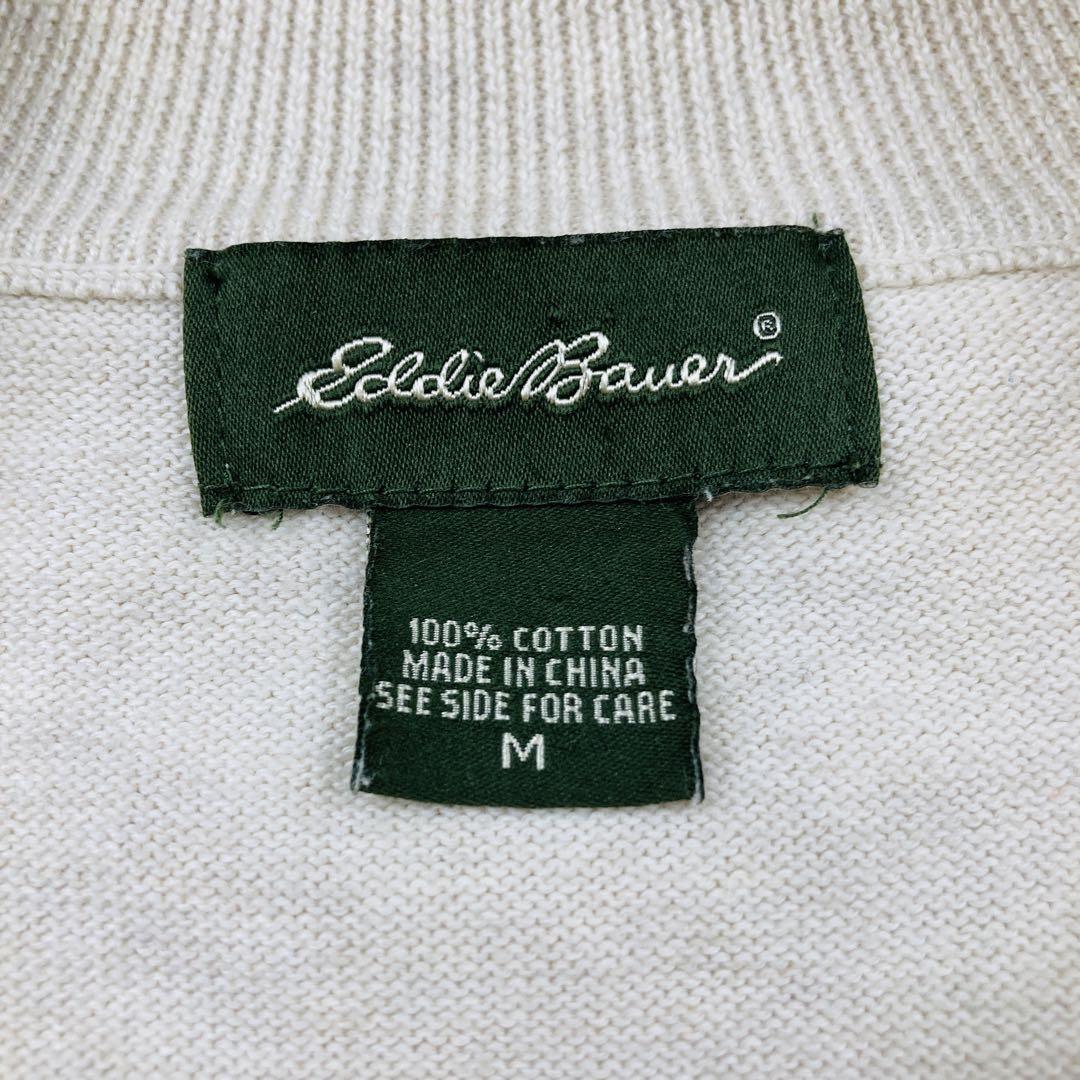 Eddie Bauer®
100% COTTON
MADE IN CHINA
SEE SIDE FOR CARE
M